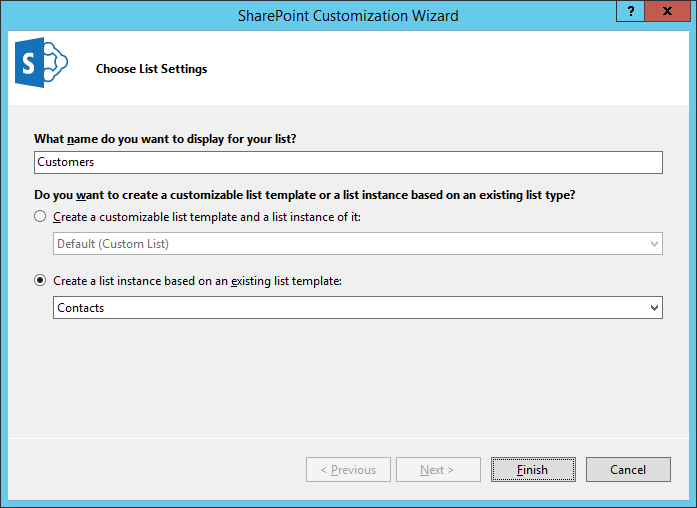 SharePoint Customization Wizard
?
x
S
Choose List Settings
What name do you want to display for your list?
Customers
Do you want to create a customizable list template or a list instance based on an existing list type?
Create a customizable list template and a list instance of it:
Default (Custom List)
Create a list instance based on an existing list template:
Contacts
< Previous
Next >
Finish
Cancel